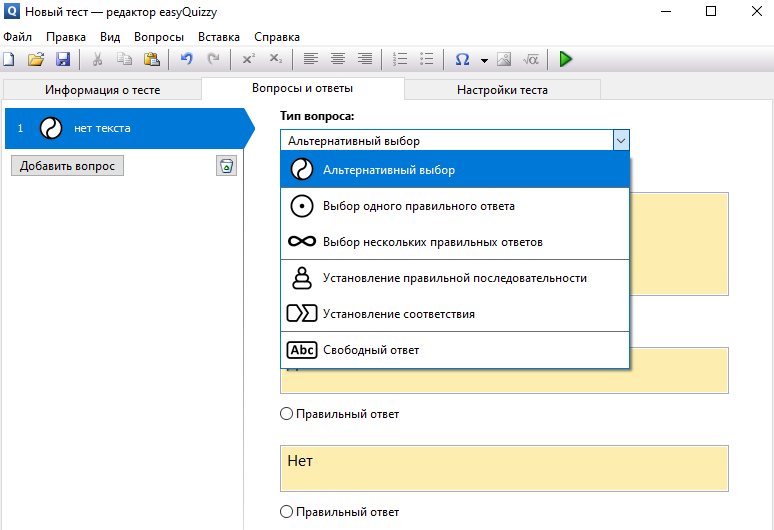 Новый тест — редактор easyQuizzy
Файл Правка Вид Вопросы Вставка Справка
Информация о тесте Вопросы и ответы Настройки теста
1 нет текста
Добавить вопрос
Тип вопроса:
Альтернативный выбор
Альтернативный выбор
Выбор одного правильного ответа
Выбор нескольких правильных ответов
Установление правильной последовательности
Установление соответствия
Abc Свободный ответ
Правильный ответ
Нет
Правильный ответ